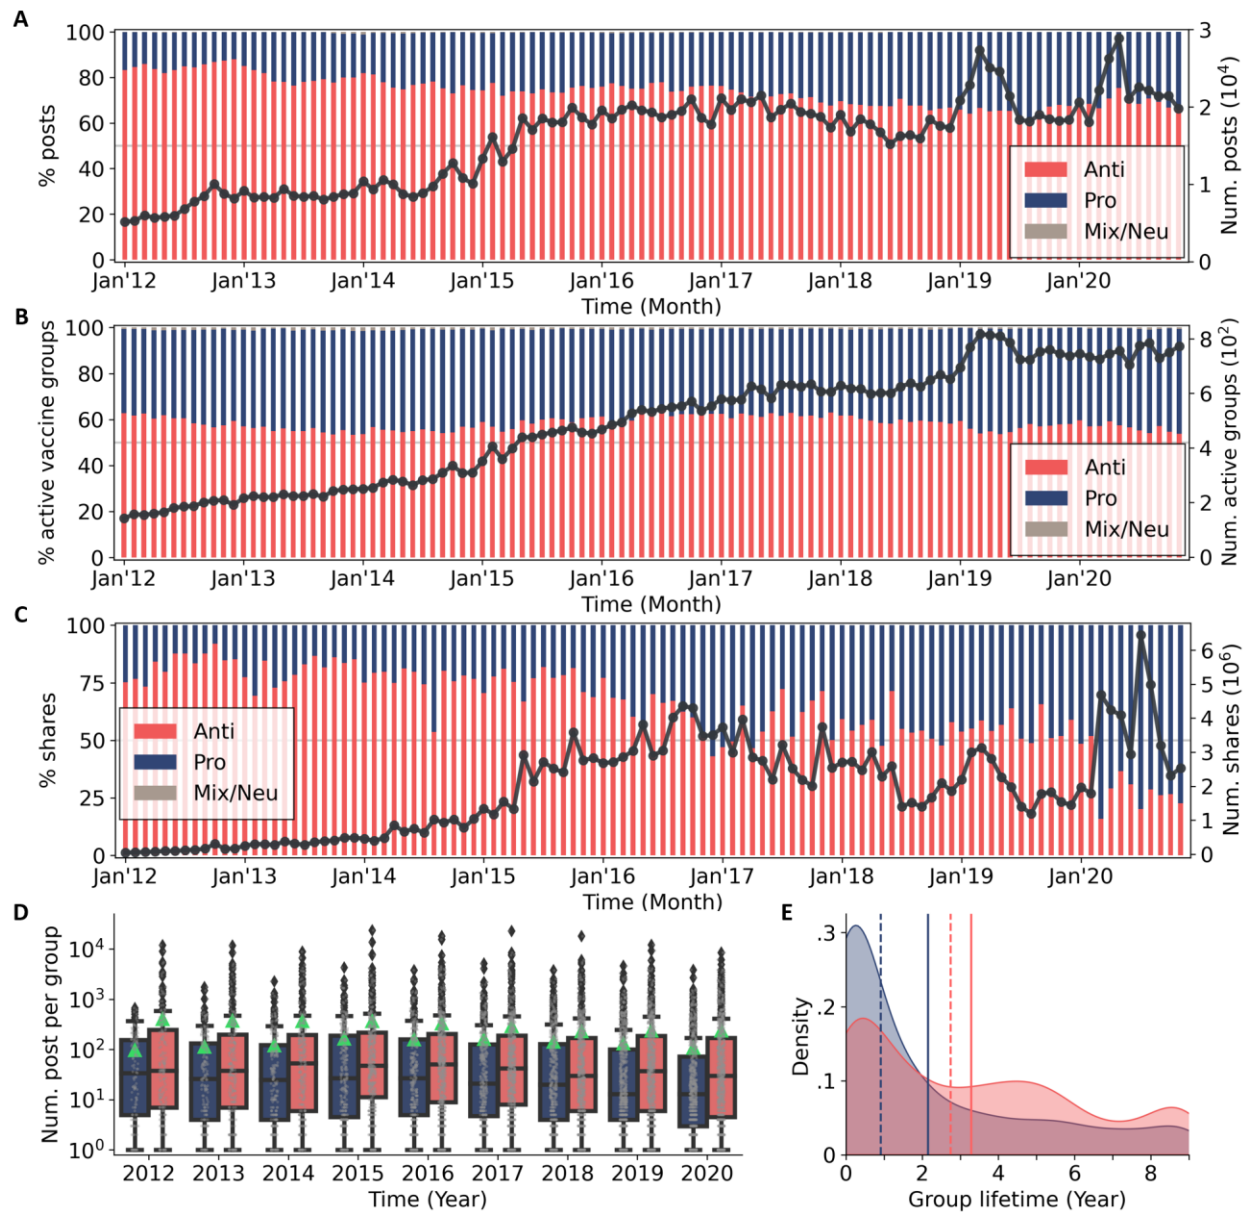 A
% posts
100
80
60
40
20
0
3
2
1
0
Num. posts (10⁴)
Anti
Pro
Mix/Neu
Jan'12 Jan'13 Jan'14 Jan'15 Jan'16 Jan'17 Jan'18 Jan'19 Jan'20
Time (Month)
B
% active vaccine groups
100
80
60
40
20
0
8
6
4
2
0
Num. active groups (10²)
Anti
Pro
Mix/Neu
Jan'12 Jan'13 Jan'14 Jan'15 Jan'16 Jan'17 Jan'18 Jan'19 Jan'20
Time (Month)
C
% shares
100
75
50
25
0
6
5
4
3
2
1
0
Num. shares (10⁶)
Anti
Pro
Mix/Neu
Jan'12 Jan'13 Jan'14 Jan'15 Jan'16 Jan'17 Jan'18 Jan'19 Jan'20
Time (Month)
D
Num. post per group
10⁴
10³
10²
10¹
10⁰
2012 2013 2014 2015 2016 2017 2018 2019 2020
Time (Year)
E
Density
.3
.2
.1
0
0 2 4 6 8
Group lifetime (Year)